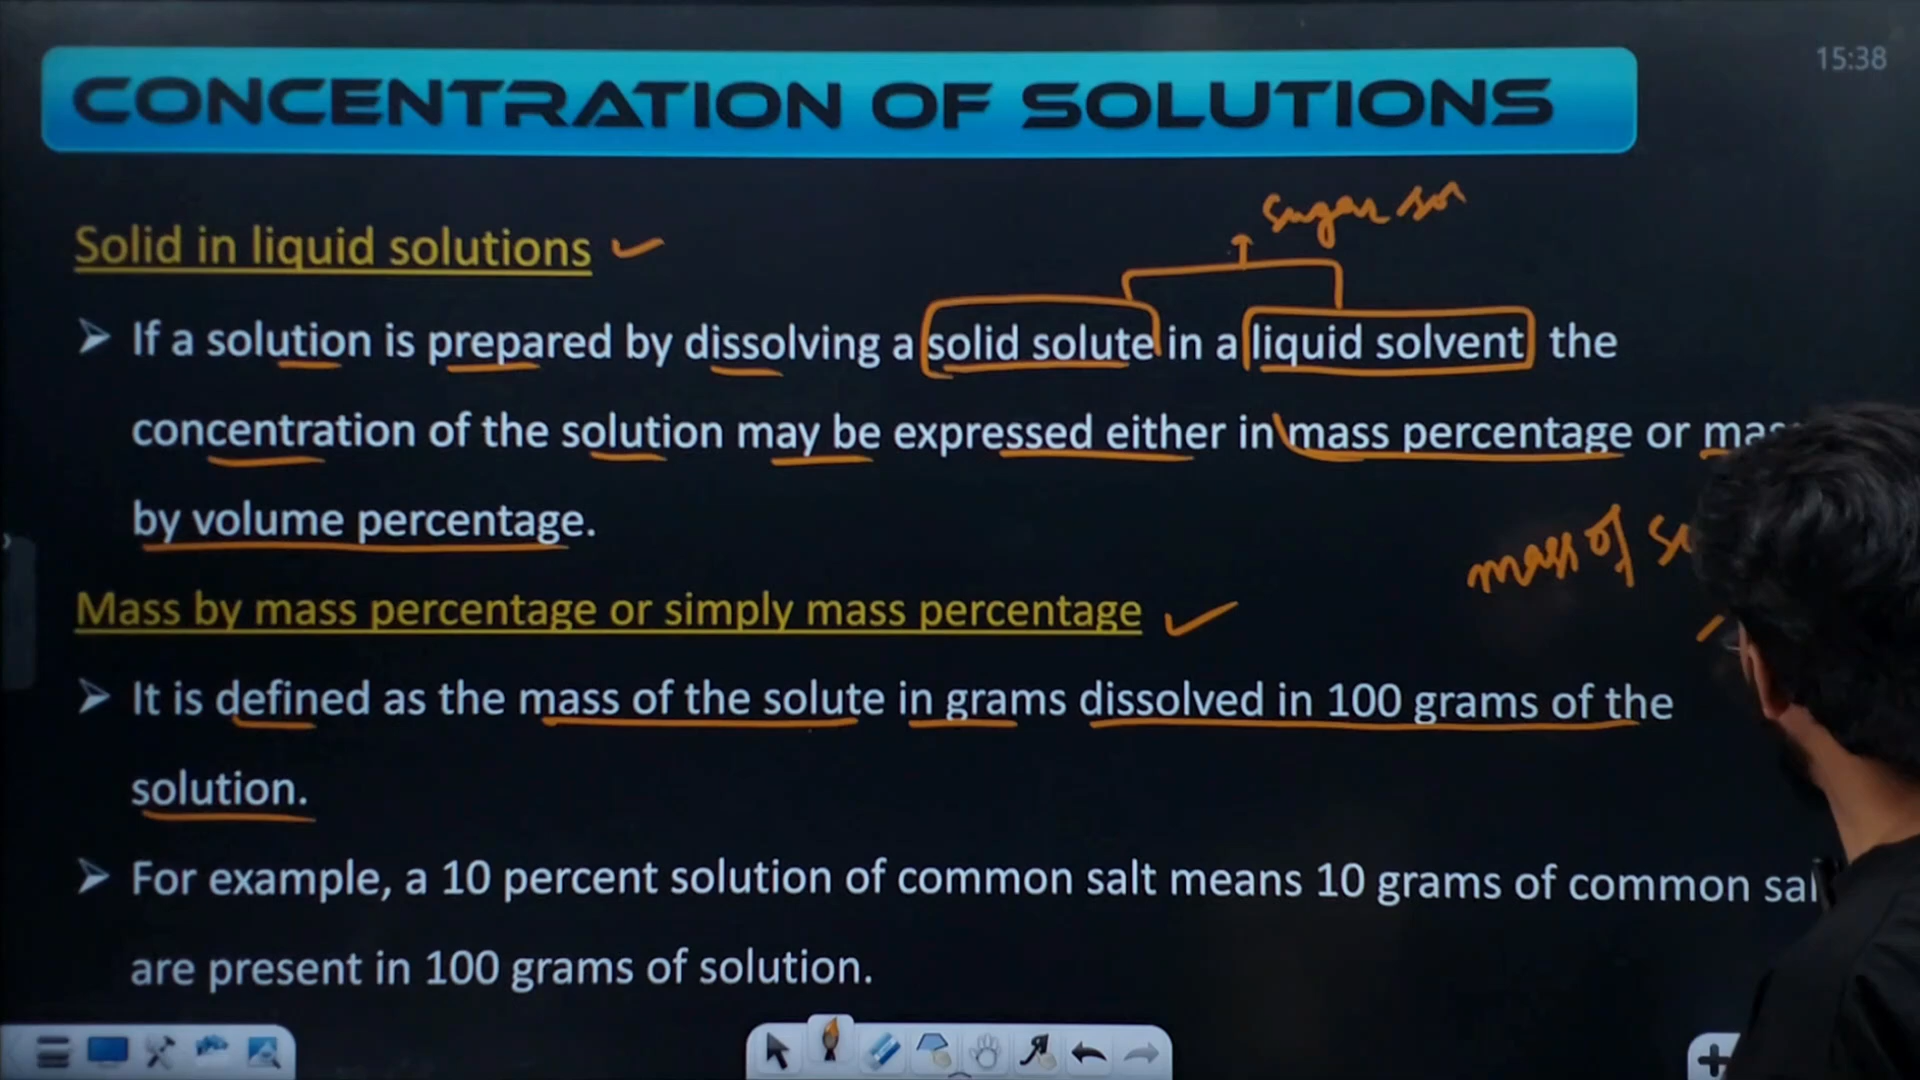 15:38
CONCENTRATION OF SOLUTIONS
sugar
Solid in liquid solutions
➢ If a solution is prepared by dissolving a solid solute in a liquid solvent the
concentration of the solution may be expressed either in mass percentage or
by volume percentage.
mass of
Mass by mass percentage or simply mass percentage
➢ It is defined as the mass of the solute in grams dissolved in 100 grams of the
solution.
➢ For example, a 10 percent solution of common salt means 10 grams of common
are present in 100 grams of solution.